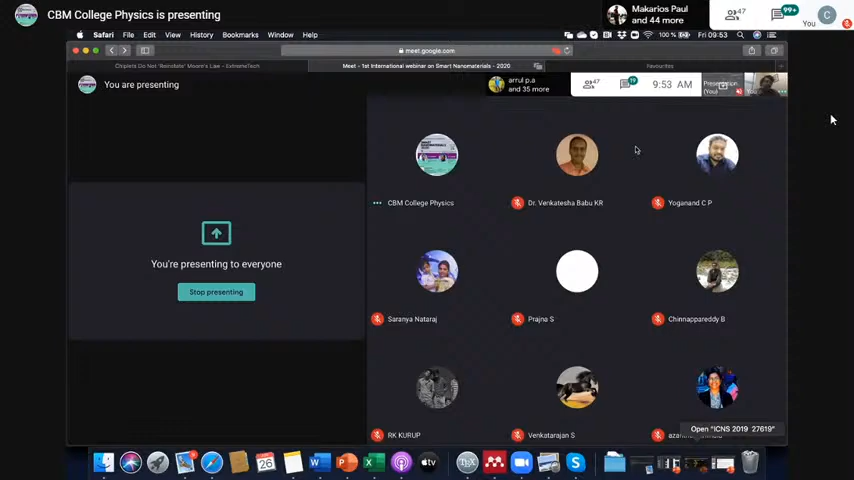 CBM College Physics is presenting
Makarios Paul
and 44 more
47
99+
You
C
Safari File Edit View History Bookmarks Window Help
100 %
Fri 09:53
meet.google.com
Chiplets Do Not 'Reinstate' Moore's Law - ExtremeTech
Meet - 1st International webinar on Smart Nanomaterials - 2020
Favourites
You are presenting
arrul p.a
and 35 more
47
19
9:53 AM
Presentation
(You)
CBM College Physics
Dr. Venkatesha Babu KR
Yoganand C P
You're presenting to everyone
Stop presenting
Saranya Nataraj
Prajna S
Chinnappareddy B
RK KURUP
Venkatarajan S
Open "ICNS 2019 27619"
26